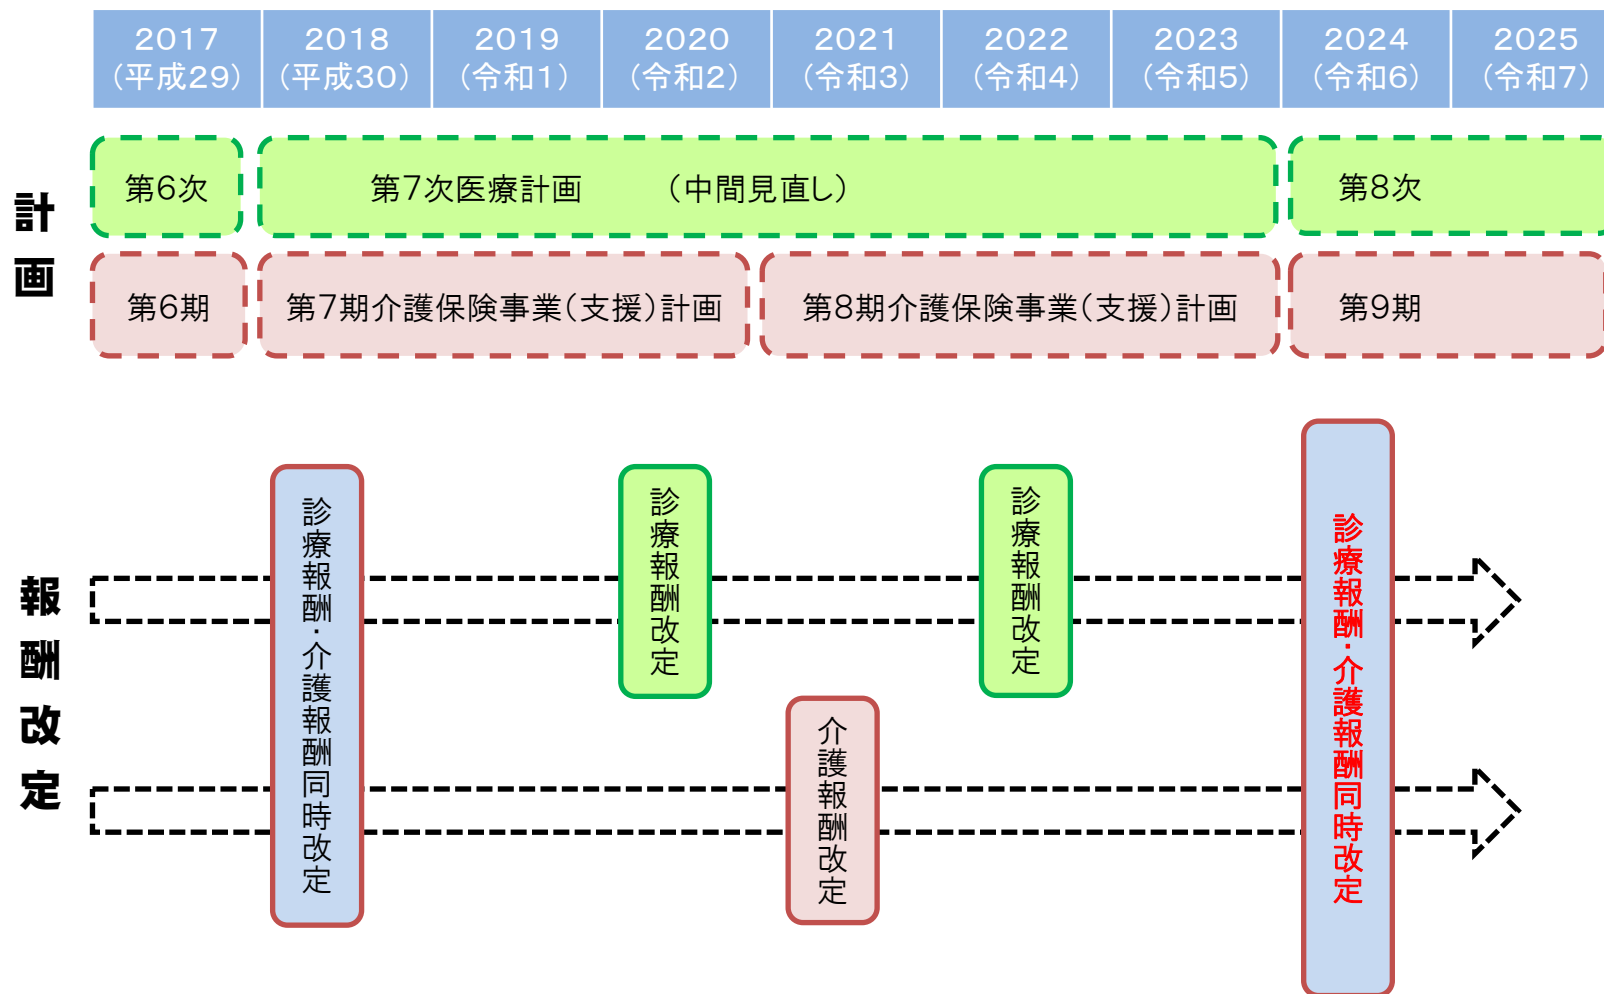 2017
（平成29）
2018
（平成30）
2019
（令和1）
2020
（令和2）
2021
（令和3）
2022
（令和4）
2023
（令和5）
2024
（令和6）
2025
（令和7）
計画
第6次
第7次医療計画　　（中間見直し）
第8次
第6期
第7期介護保険事業（支援）計画
第8期介護保険事業（支援）計画
第9期
報酬改定
診療報酬・介護報酬同時改定
診療報酬改定
介護報酬改定
診療報酬改定
診療報酬・介護報酬同時改定